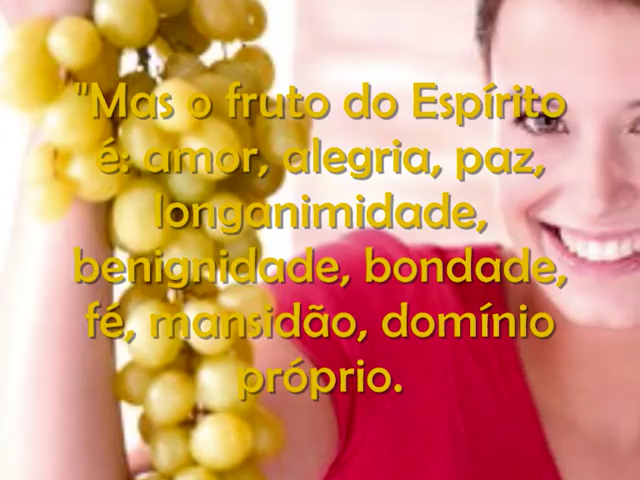 "Mas o fruto do Espírito
é: amor, alegria, paz,
longanimidade,
benignidade, bondade,
fé, mansidão, domínio
próprio.